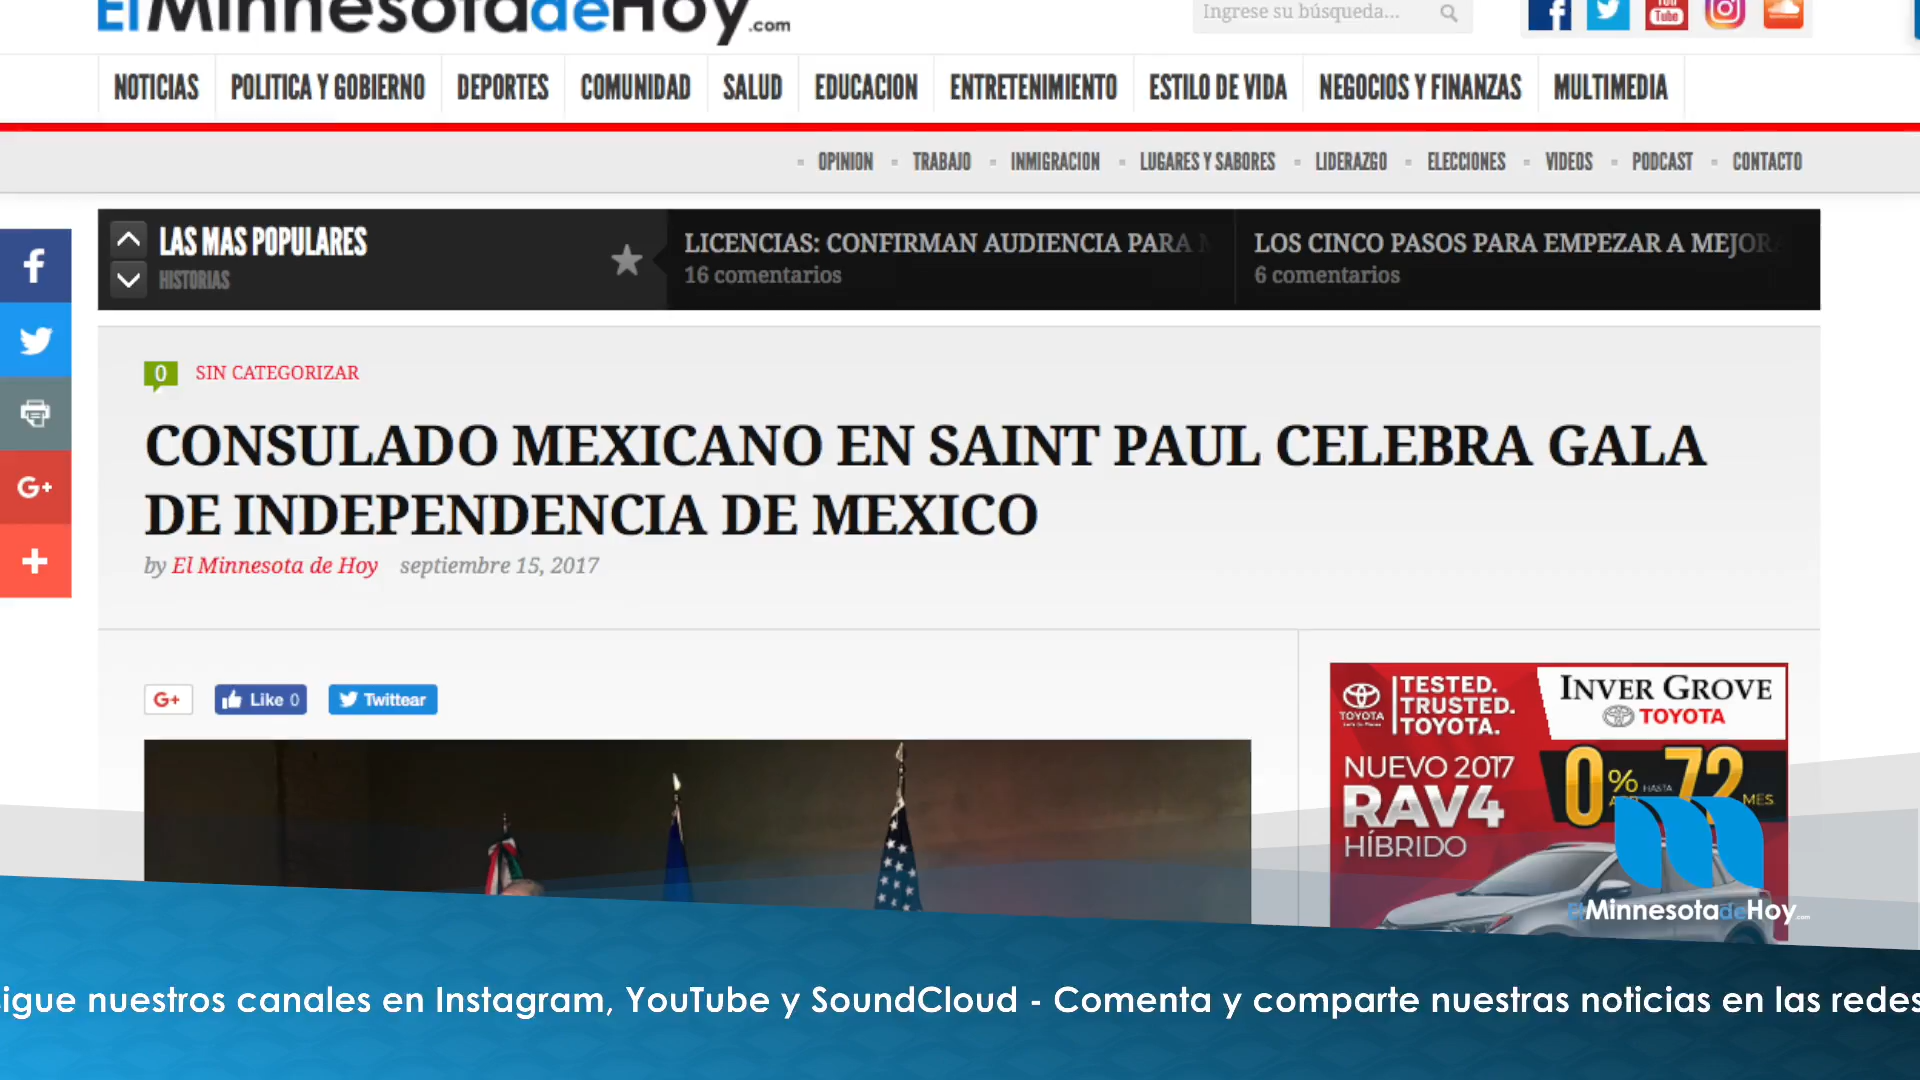 ElMinnesotadeHoy.com
Ingrese su búsqueda...
You
Tube
NOTICIAS POLITICA Y GOBIERNO DEPORTES COMUNIDAD SALUD EDUCACION ENTRETENIMIENTO ESTILO DE VIDA NEGOCIOS Y FINANZAS MULTIMEDIA
OPINION TRABAJO INMIGRACION LUGARES Y SABORES LIDERAZGO ELECCIONES VIDEOS PODCAST CONTACTO
LAS MAS POPULARES
HISTORIAS
LICENCIAS: CONFIRMAN AUDIENCIA PARA
16 comentarios
LOS CINCO PASOS PARA EMPEZAR A MEJOR
6 comentarios
0 SIN CATEGORIZAR
CONSULADO MEXICANO EN SAINT PAUL CELEBRA GALA
DE INDEPENDENCIA DE MEXICO
by El Minnesota de Hoy septiembre 15, 2017
G+
G+ Like 0 Twittear
TOYOTA
TESTED.
TRUSTED.
TOYOTA.
INVER GROVE
TOYOTA
NUEVO 2017
RAV4
HÍBRIDO
0% HASTA 72
MES
ElMinnesotadeHoy.com
sigue nuestros canales en Instagram, YouTube y SoundCloud - Comenta y comparte nuestras noticias en las redes